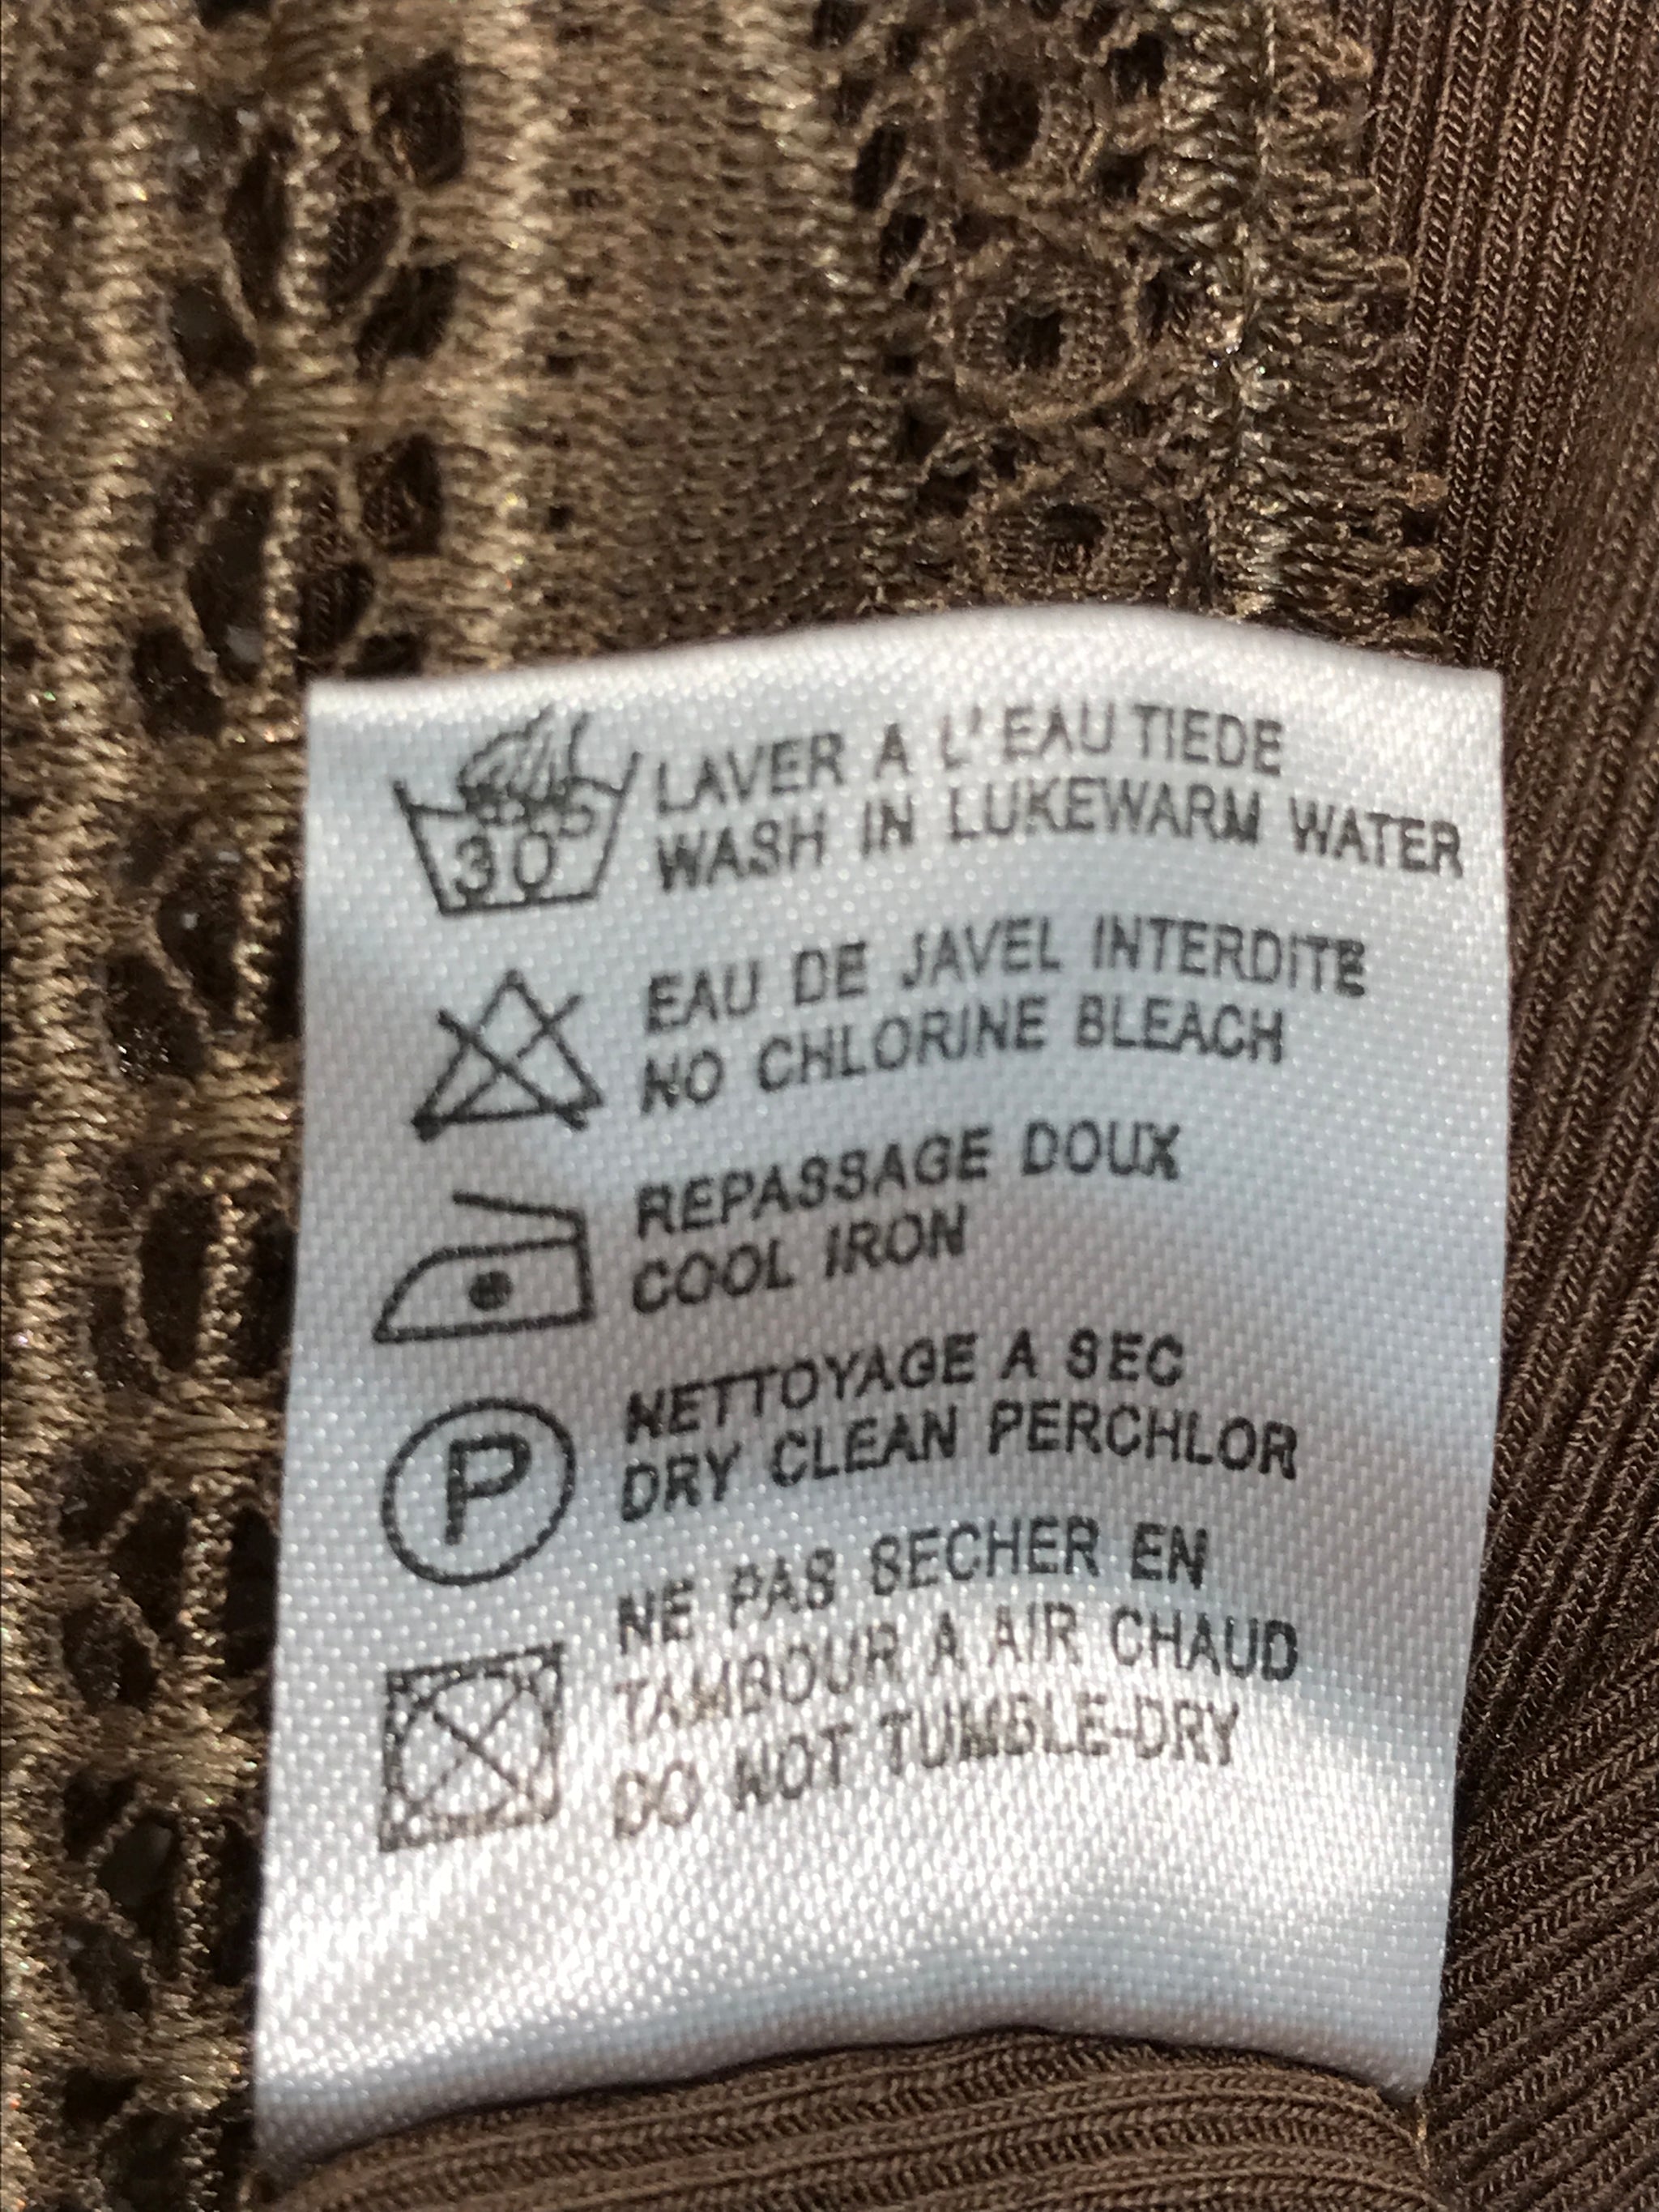 30°
LAVER A L'EAU TIEDE
WASH IN LUKEWARM WATER
EAU DE JAVEL INTERDITE
NO CHLORINE BLEACH
REPASSAGE DOUX
COOL IRON
P
NETTOYAGE A SEC
DRY CLEAN PERCHLOR
NE PAS SECHER EN
TAMBOUR A AIR CHAUD
DO NOT TUMBLE-DRY